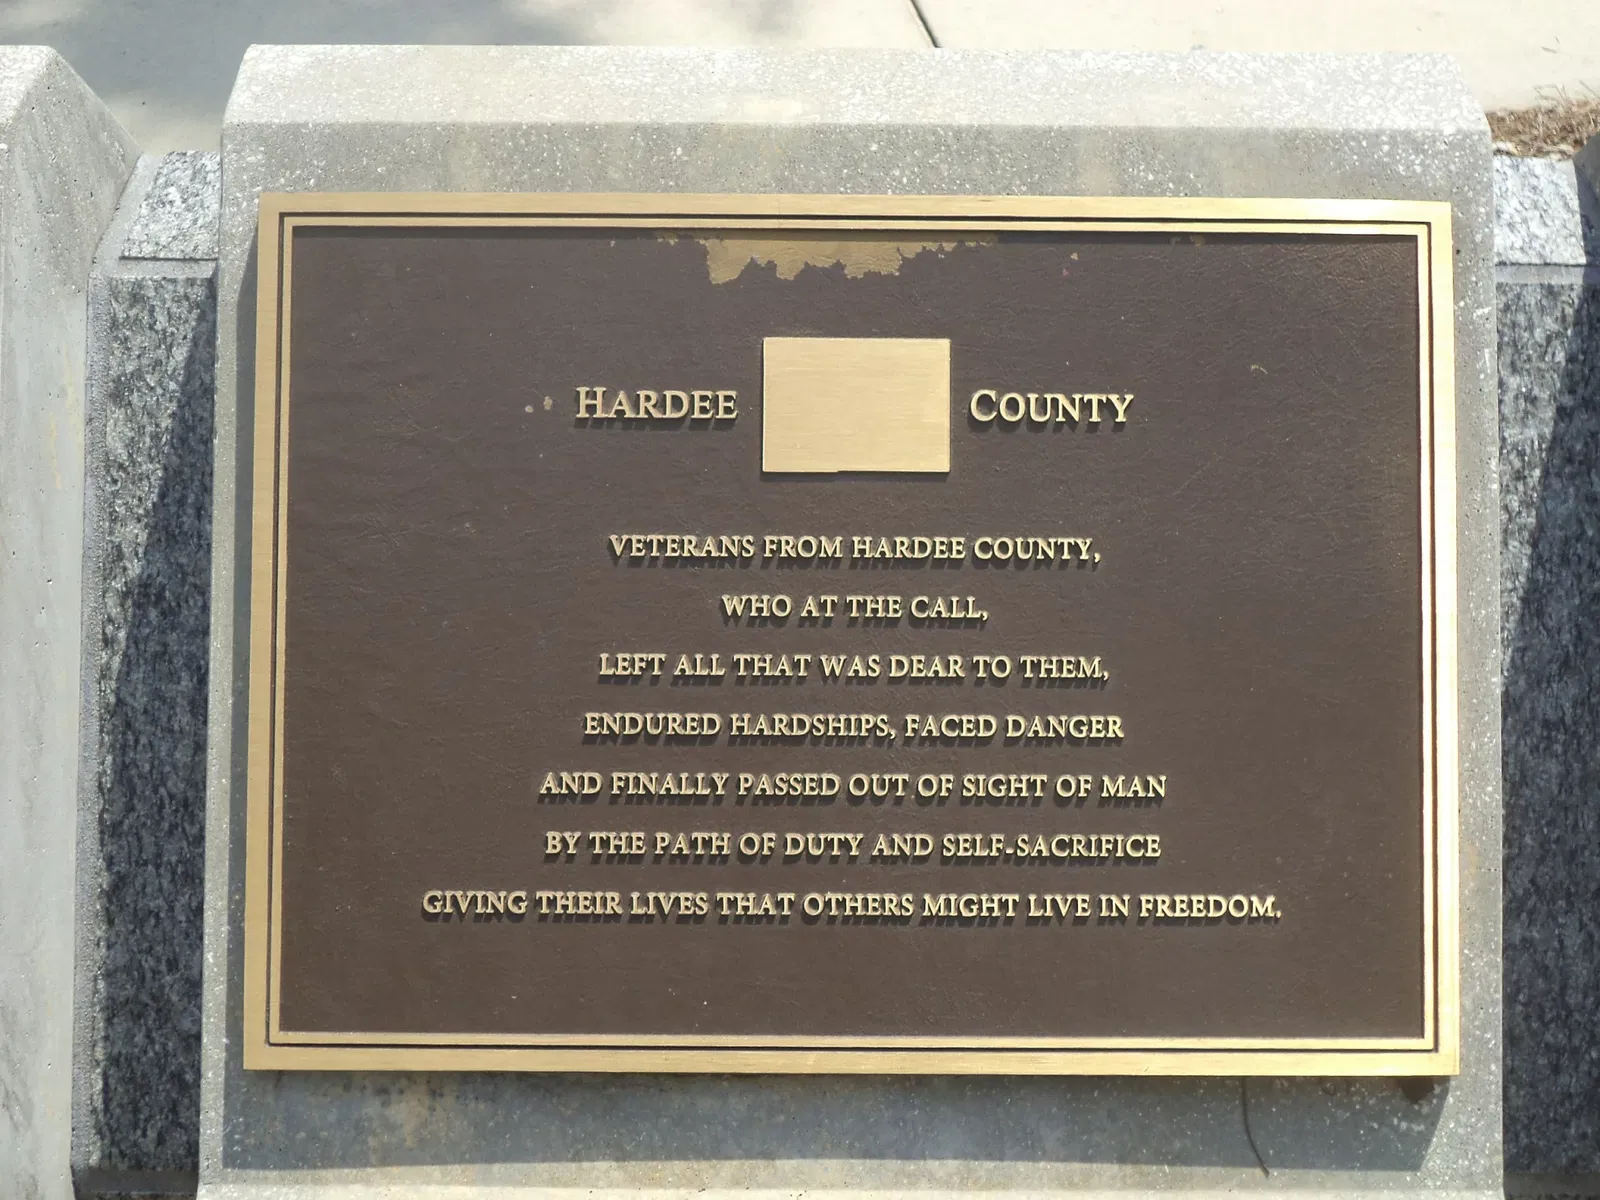 HARDEE COUNTY
VETERANS FROM HARDEE COUNTY,
WHO AT THE CALL,
LEFT ALL THAT WAS DEAR TO THEM,
ENDURED HARDSHIPS, FACED DANGER
AND FINALLY PASSED OUT OF SIGHT OF MAN
BY THE PATH OF DUTY AND SELF-SACRIFICE
GIVING THEIR LIVES THAT OTHERS MIGHT LIVE IN FREEDOM.